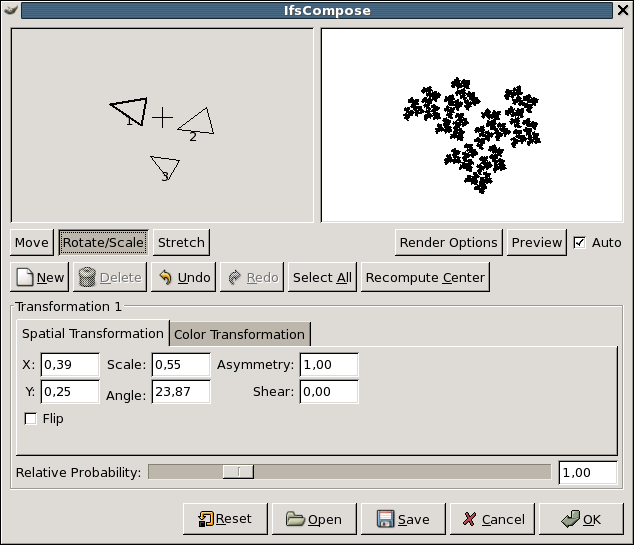 IfsCompose
1
2
3
Move Rotate/Scale Stretch Render Options Preview Auto
New Delete Undo Redo Select All Recompute Center
Transformation 1
Spatial Transformation Color Transformation
X: 0,39 Scale: 0,55 Asymmetry: 1,00
Y: 0,25 Angle: 23,87 Shear: 0,00
Flip
Relative Probability: 1,00
Reset Open Save Cancel OK